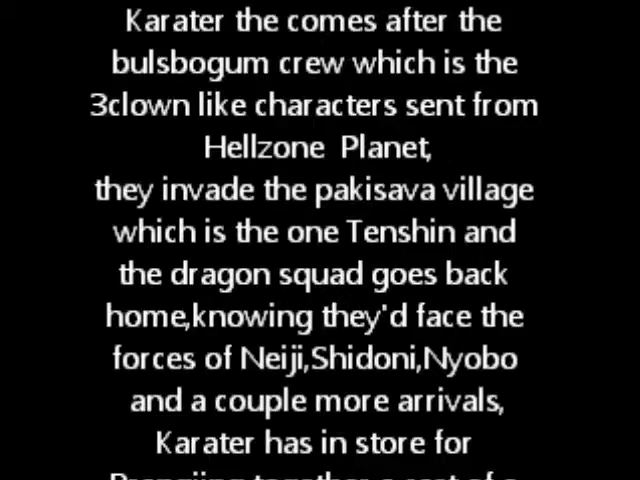 Karater the comes after the
bulsbogum crew which is the
3clown like characters sent from
Hellzone  Planet,
they invade the pakisava village
which is the one Tenshin and
the dragon squad goes back
home,knowing they'd face the
forces of Neiji,Shidoni,Nyobo
and a couple more arrivals,
Karater has in store for